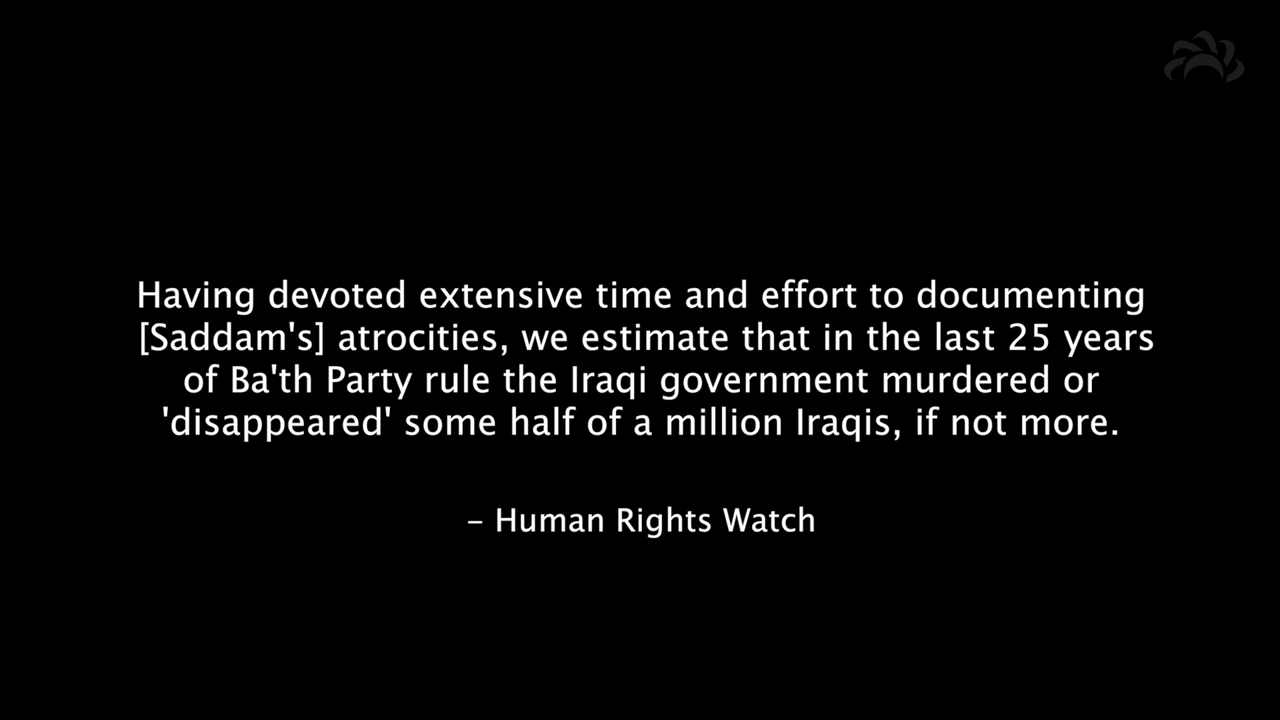 Having devoted extensive time and effort to documenting
[Saddam's] atrocities, we estimate that in the last 25 years
of Ba'th Party rule the Iraqi government murdered or
'disappeared' some half of a million Iraqis, if not more.
– Human Rights Watch